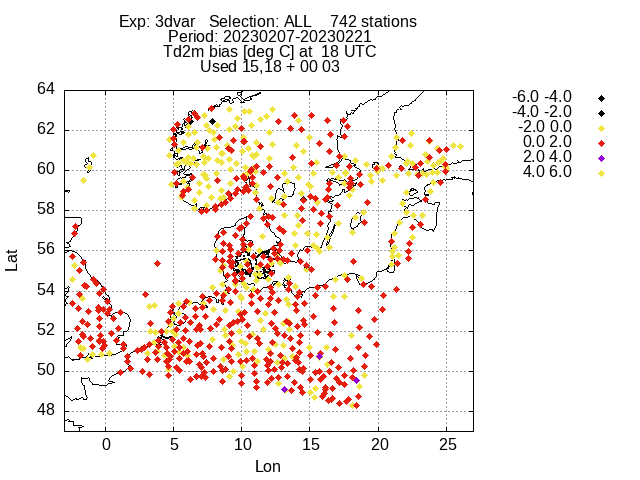 Exp: 3dvar Selection: ALL 742 stations
Period: 20230207-20230221
Td2m bias [deg C] at 18 UTC
Used 15,18 + 00 03
64
62
60
58
56
54
52
50
48
Lat
0 5 10 15 20 25
Lon
-6.0 -4.0
-4.0 -2.0
-2.0 0.0
0.0 2.0
2.0 4.0
4.0 6.0